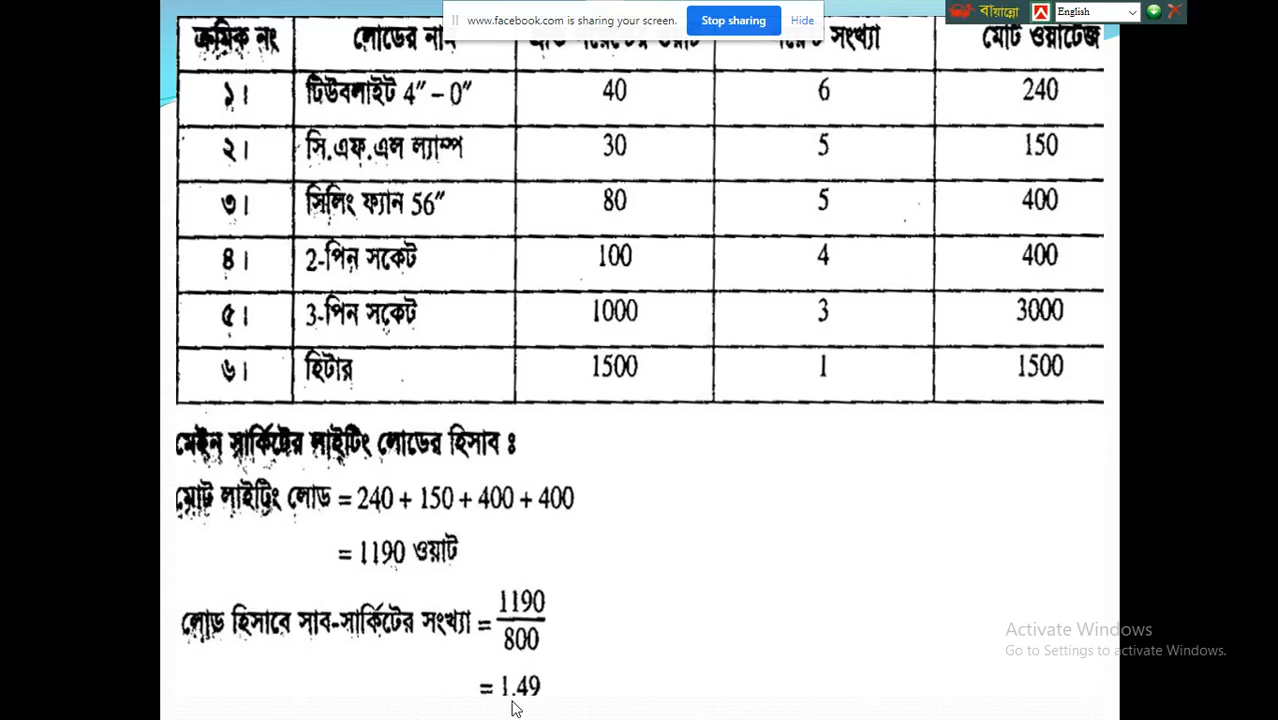 www.facebook.com is sharing your screen. Stop sharing Hide
বায়ান্নো English
ক্রমিক নং লোডের নাম ওয়াট সংখ্যা মোট ওয়াটেজ
১। টিউবলাইট 4” – 0” 40 6 240
২। সি.এফ.এল ল্যাম্প 30 5 150
৩। সিলিং ফ্যান 56” 80 5 400
৪। 2-পিন সকেট 100 4 400
৫। 3-পিন সকেট 1000 3 3000
৬। হিটার 1500 1 1500
মেইন সার্কিটের লাইটিং লোডের হিসাব ঃ
মোট লাইটিং লোড = 240 + 150 + 400 + 400
= 1190 ওয়াট
লোড হিসাবে সাব-সার্কিটের সংখ্যা = 1190
800
= 1.49
Activate Windows
Go to Settings to activate Windows.